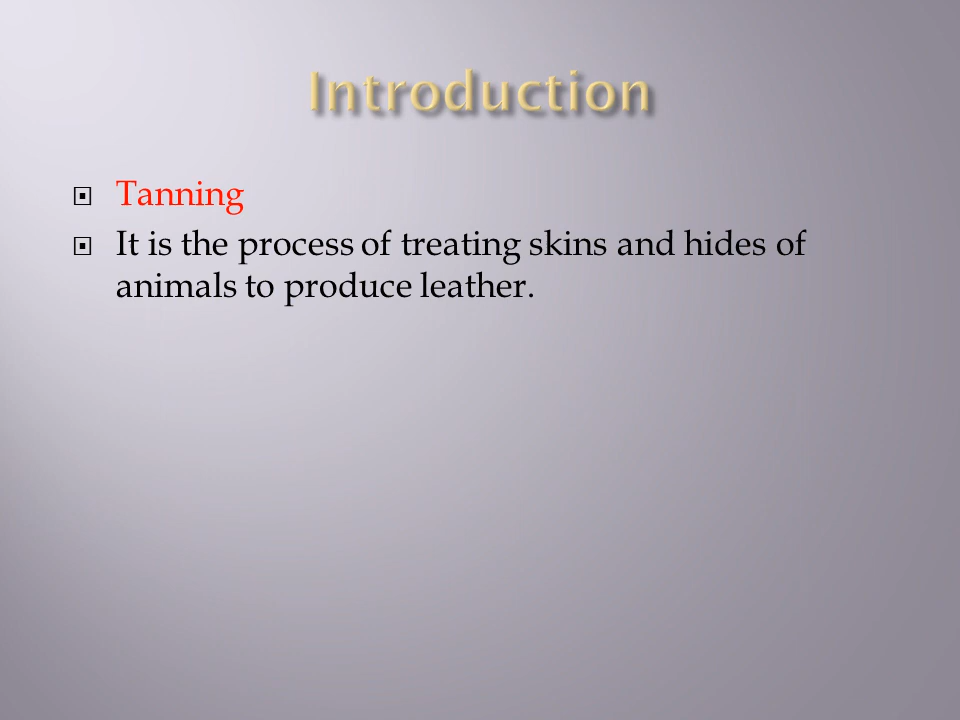 Introduction
Tanning
It is the process of treating skins and hides of
animals to produce leather.